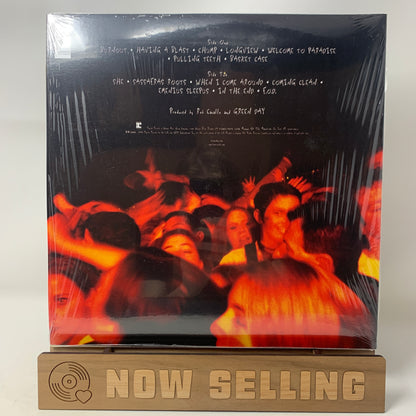 Side One
BURNOUT • HAVING A BLAST • CHUMP • LONGVIEW • WELCOME TO PARADISE
• PULLING TEETH • BASKET CASE
Side Two
SHE • SASSAFRAS ROOTS • WHEN I COME AROUND • COMING CLEAN •
EMENIUS SLEEPUS • IN THE END • F.O.D.
Produced by Rob Cavallo and GREEN DAY
NOW SELLING